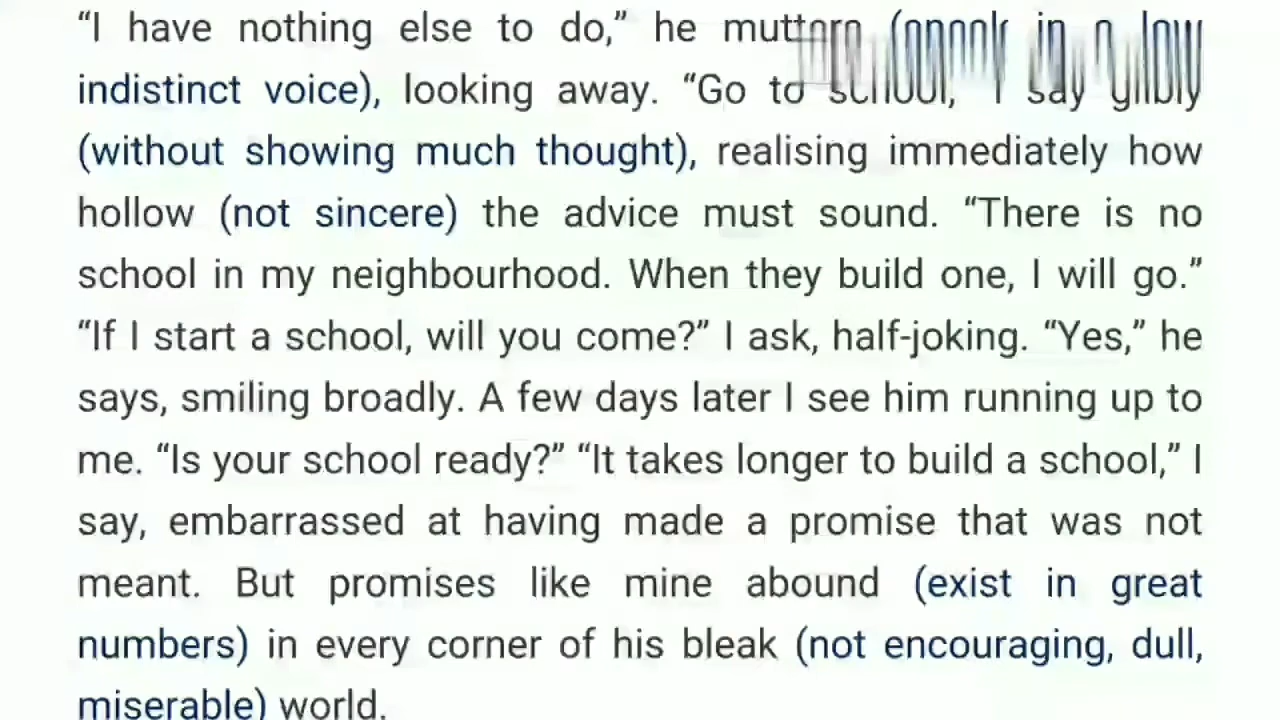 “I have nothing else to do,” he mutters (speak in a low
indistinct voice), looking away. “Go to school,” I say glibly
(without showing much thought), realising immediately how
hollow (not sincere) the advice must sound. “There is no
school in my neighbourhood. When they build one, I will go.”
“If I start a school, will you come?” I ask, half-joking. “Yes,” he
says, smiling broadly. A few days later I see him running up to
me. “Is your school ready?” “It takes longer to build a school,” I
say, embarrassed at having made a promise that was not
meant. But promises like mine abound (exist in great
numbers) in every corner of his bleak (not encouraging, dull,
miserable) world.